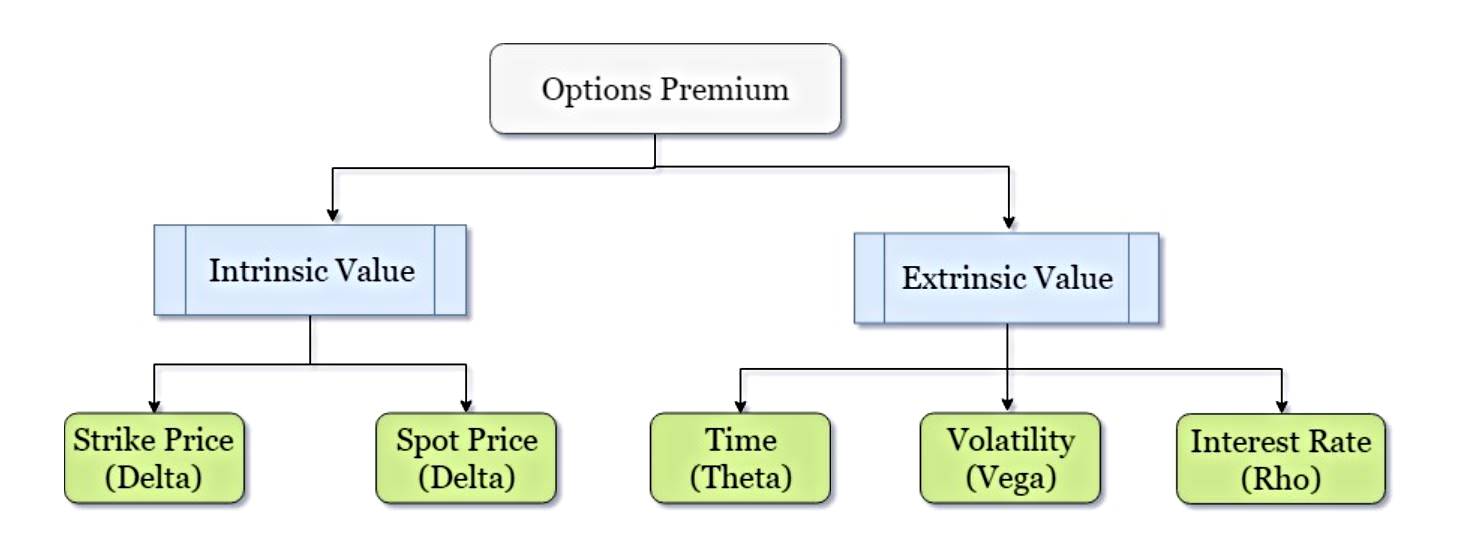 Options Premium
Intrinsic Value
Extrinsic Value
Strike Price
(Delta)
Spot Price
(Delta)
Time
(Theta)
Volatility
(Vega)
Interest Rate
(Rho)